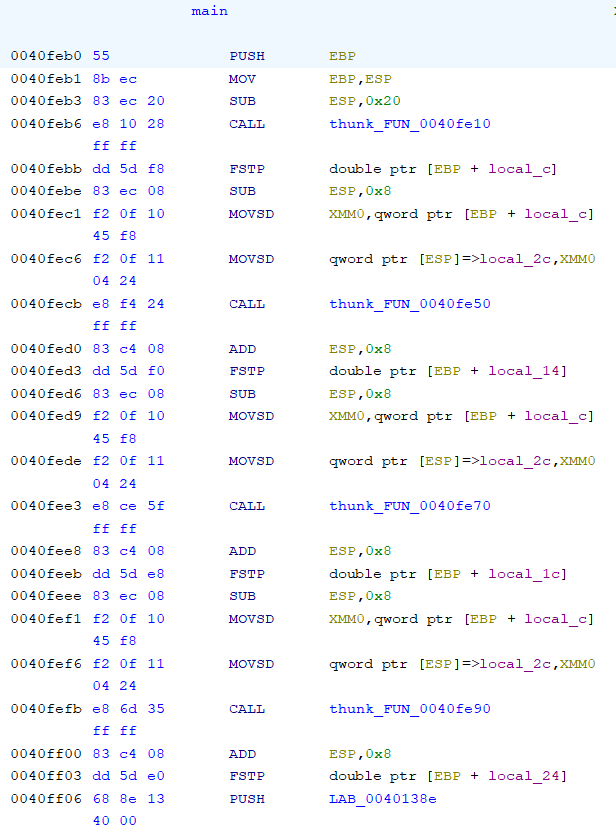 main
0040feb0 55 PUSH EBP
0040feb1 8b ec MOV EBP,ESP
0040feb3 83 ec 20 SUB ESP,0x20
0040feb6 e8 10 28 CALL thunk_FUN_0040fe10
ff ff
0040febb dd 5d f8 FSTP double ptr [EBP + local_c]
0040febe 83 ec 08 SUB ESP,0x8
0040fec1 f2 0f 10 MOVSD XMM0,qword ptr [EBP + local_c]
45 f8
0040fec6 f2 0f 11 MOVSD qword ptr [ESP]=>local_2c,XMM0
04 24
0040fecb e8 f4 24 CALL thunk_FUN_0040fe50
ff ff
0040fed0 83 c4 08 ADD ESP,0x8
0040fed3 dd 5d f0 FSTP double ptr [EBP + local_14]
0040fed6 83 ec 08 SUB ESP,0x8
0040fed9 f2 0f 10 MOVSD XMM0,qword ptr [EBP + local_c]
45 f8
0040fede f2 0f 11 MOVSD qword ptr [ESP]=>local_2c,XMM0
04 24
0040fee3 e8 ce 5f CALL thunk_FUN_0040fe70
ff ff
0040fee8 83 c4 08 ADD ESP,0x8
0040feeb dd 5d e8 FSTP double ptr [EBP + local_1c]
0040feee 83 ec 08 SUB ESP,0x8
0040fef1 f2 0f 10 MOVSD XMM0,qword ptr [EBP + local_c]
45 f8
0040fef6 f2 0f 11 MOVSD qword ptr [ESP]=>local_2c,XMM0
04 24
0040fefb e8 6d 35 CALL thunk_FUN_0040fe90
ff ff
0040ff00 83 c4 08 ADD ESP,0x8
0040ff03 dd 5d e0 FSTP double ptr [EBP + local_24]
0040ff06 68 8e 13 PUSH LAB_0040138e
40 00